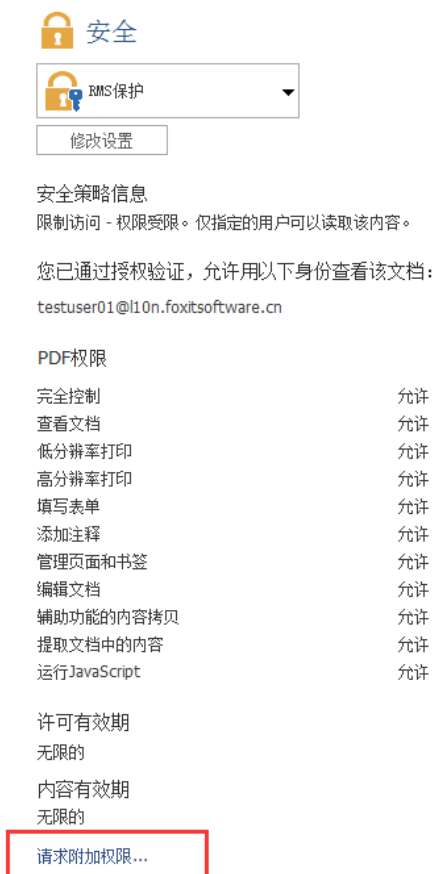 安全
RMS保护
修改设置
安全策略信息
限制访问 - 权限受限。仅指定的用户可以读取该内容。
您已通过授权验证，允许用以下身份查看该文档：
testuser01@l10n.foxitsoftware.cn
PDF权限
完全控制 允许
查看文档 允许
低分辨率打印 允许
高分辨率打印 允许
填写表单 允许
添加注释 允许
管理页面和书签 允许
编辑文档 允许
辅助功能的内容拷贝 允许
提取文档中的内容 允许
运行JavaScript 允许
许可有效期
无限的
内容有效期
无限的
请求附加权限...